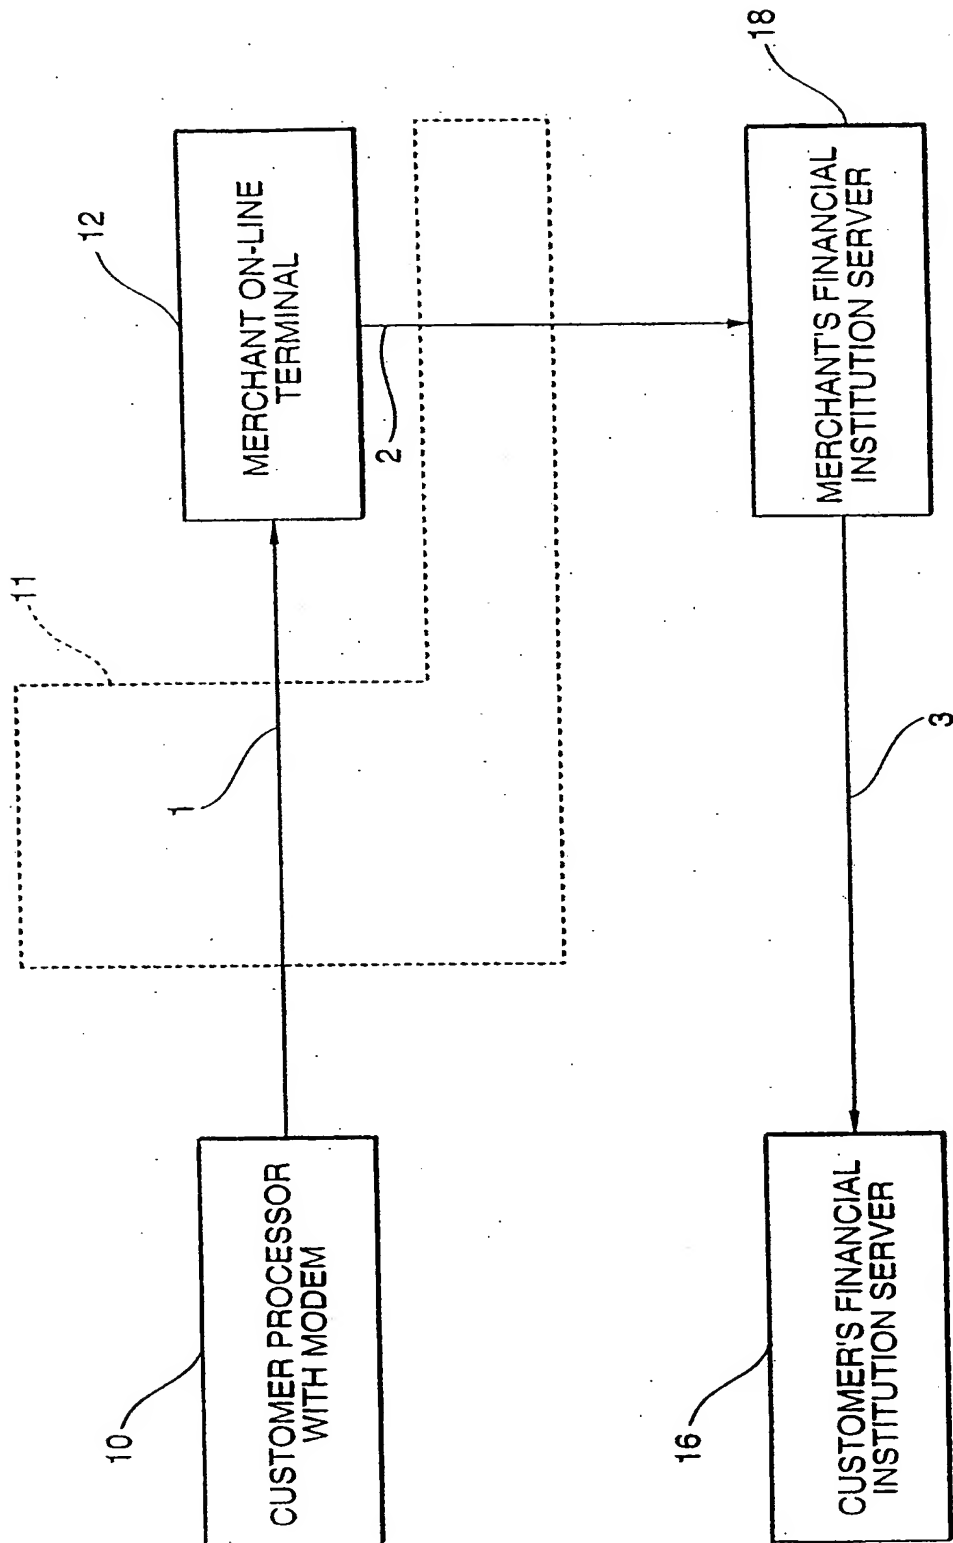 10
CUSTOMER PROCESSOR
WITH MODEM
1
11
12
MERCHANT ON-LINE
TERMINAL
2
16
CUSTOMER'S FINANCIAL
INSTITUTION SERVER
3
18
MERCHANT'S FINANCIAL
INSTITUTION SERVER